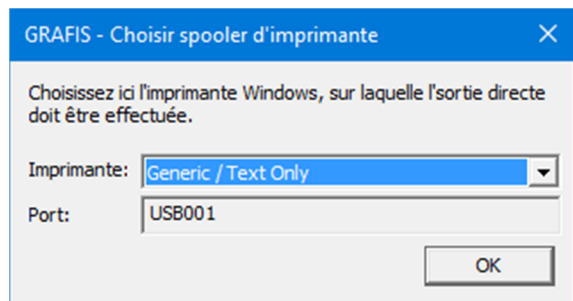 GRAFIS - Choisir spooler d'imprimante
Choisissez ici l'imprimante Windows, sur laquelle l'sortie directe
doit être effectuée.
Imprimante: Generic / Text Only
Port: USB001
OK